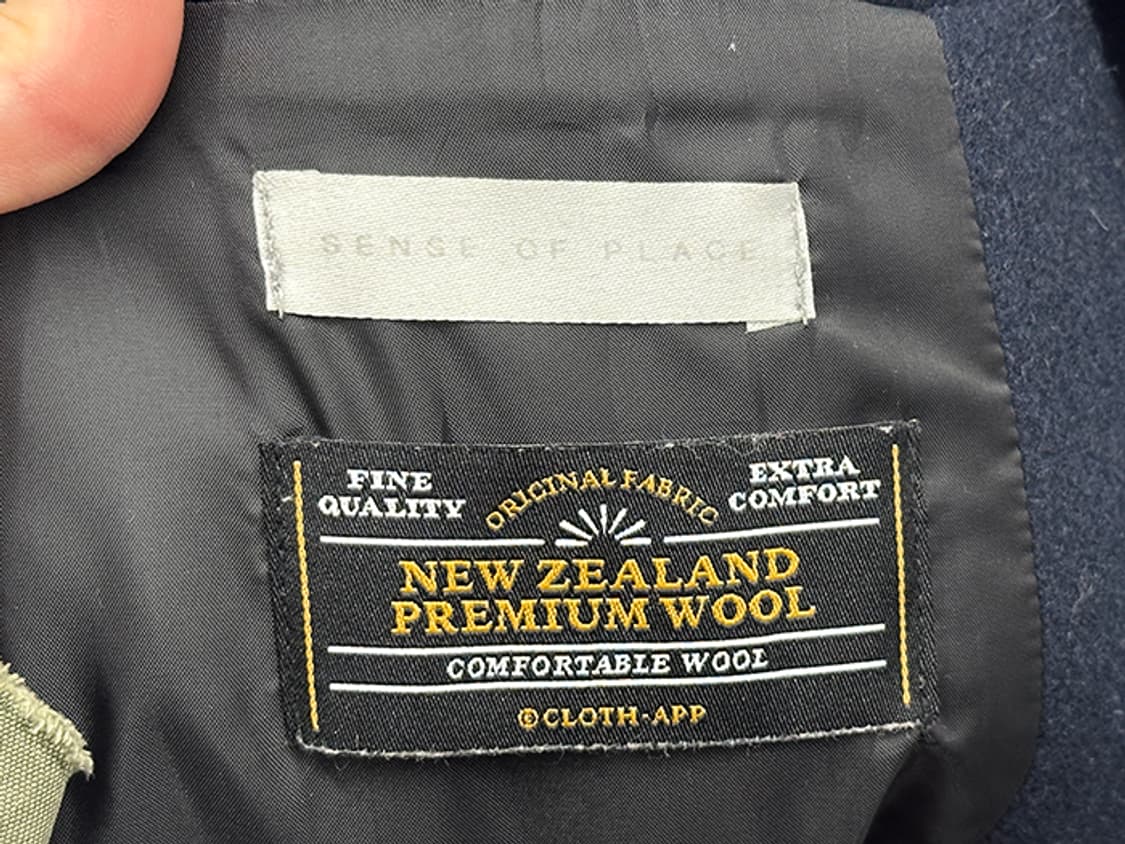 SENSE OF PLACE
FINE
QUALITY
ORIGINAL FABRIC
EXTRA
COMFORT
NEW ZEALAND
PREMIUM WOOL
COMFORTABLE WOOL
©CLOTH-APP